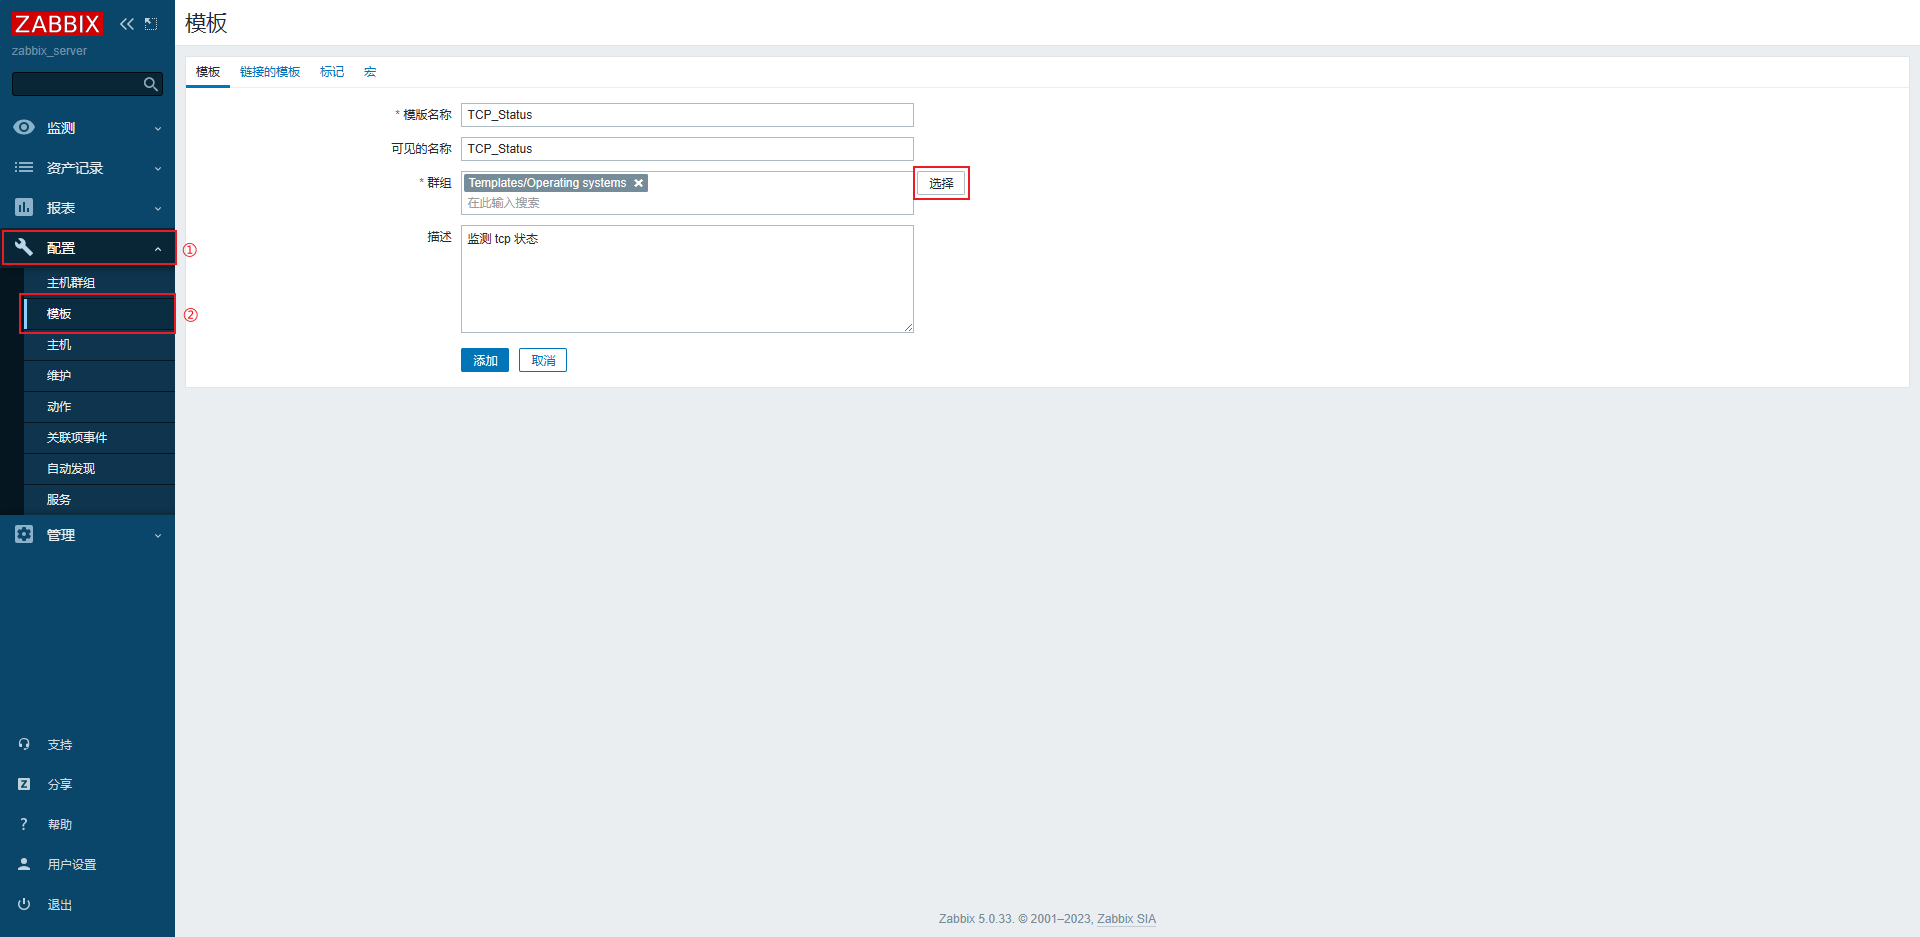 ZABBIX
zabbix_server
监测
资产记录
报表
配置
①
主机群组
模板
②
主机
维护
动作
关联项事件
自动发现
服务
管理
支持
Z 分享
? 帮助
用户设置
退出
模板
模板 链接的模板 标记 宏
* 模版名称 TCP_Status
可见的名称 TCP_Status
* 群组 Templates/Operating systems 选择
在此输入搜索
描述 监测 tcp 状态
添加 取消
Zabbix 5.0.33. © 2001–2023, Zabbix SIA